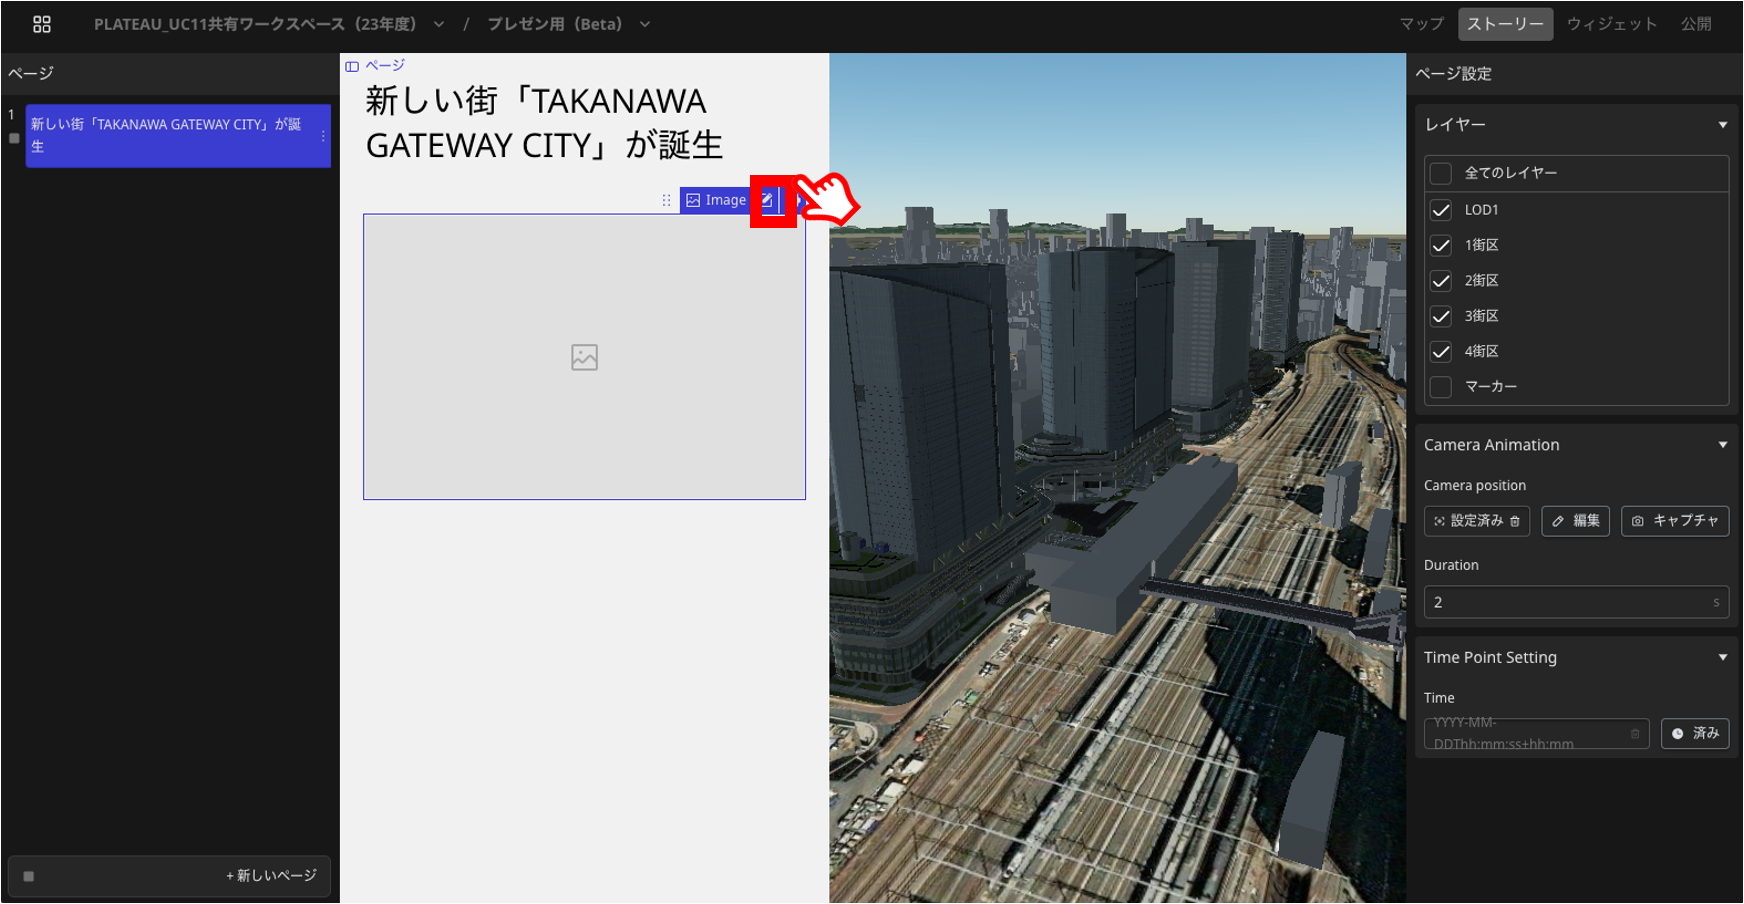 PLATEAU_UC11共有ワークスペース（23年度） / プレゼン用（Beta）
マップ ストーリー ウィジェット 公開
ページ
1
新しい街「TAKANAWA GATEWAY CITY」が誕
生
+ 新しいページ
ページ
新しい街「TAKANAWA
GATEWAY CITY」が誕生
Image
ページ設定
レイヤー
全てのレイヤー
LOD1
1街区
2街区
3街区
4街区
マーカー
Camera Animation
Camera position
設定済み 編集 キャプチャ
Duration
2 s
Time Point Setting
Time
YYYY-MM-
DDThh:mm:ss+hh:mm
済み